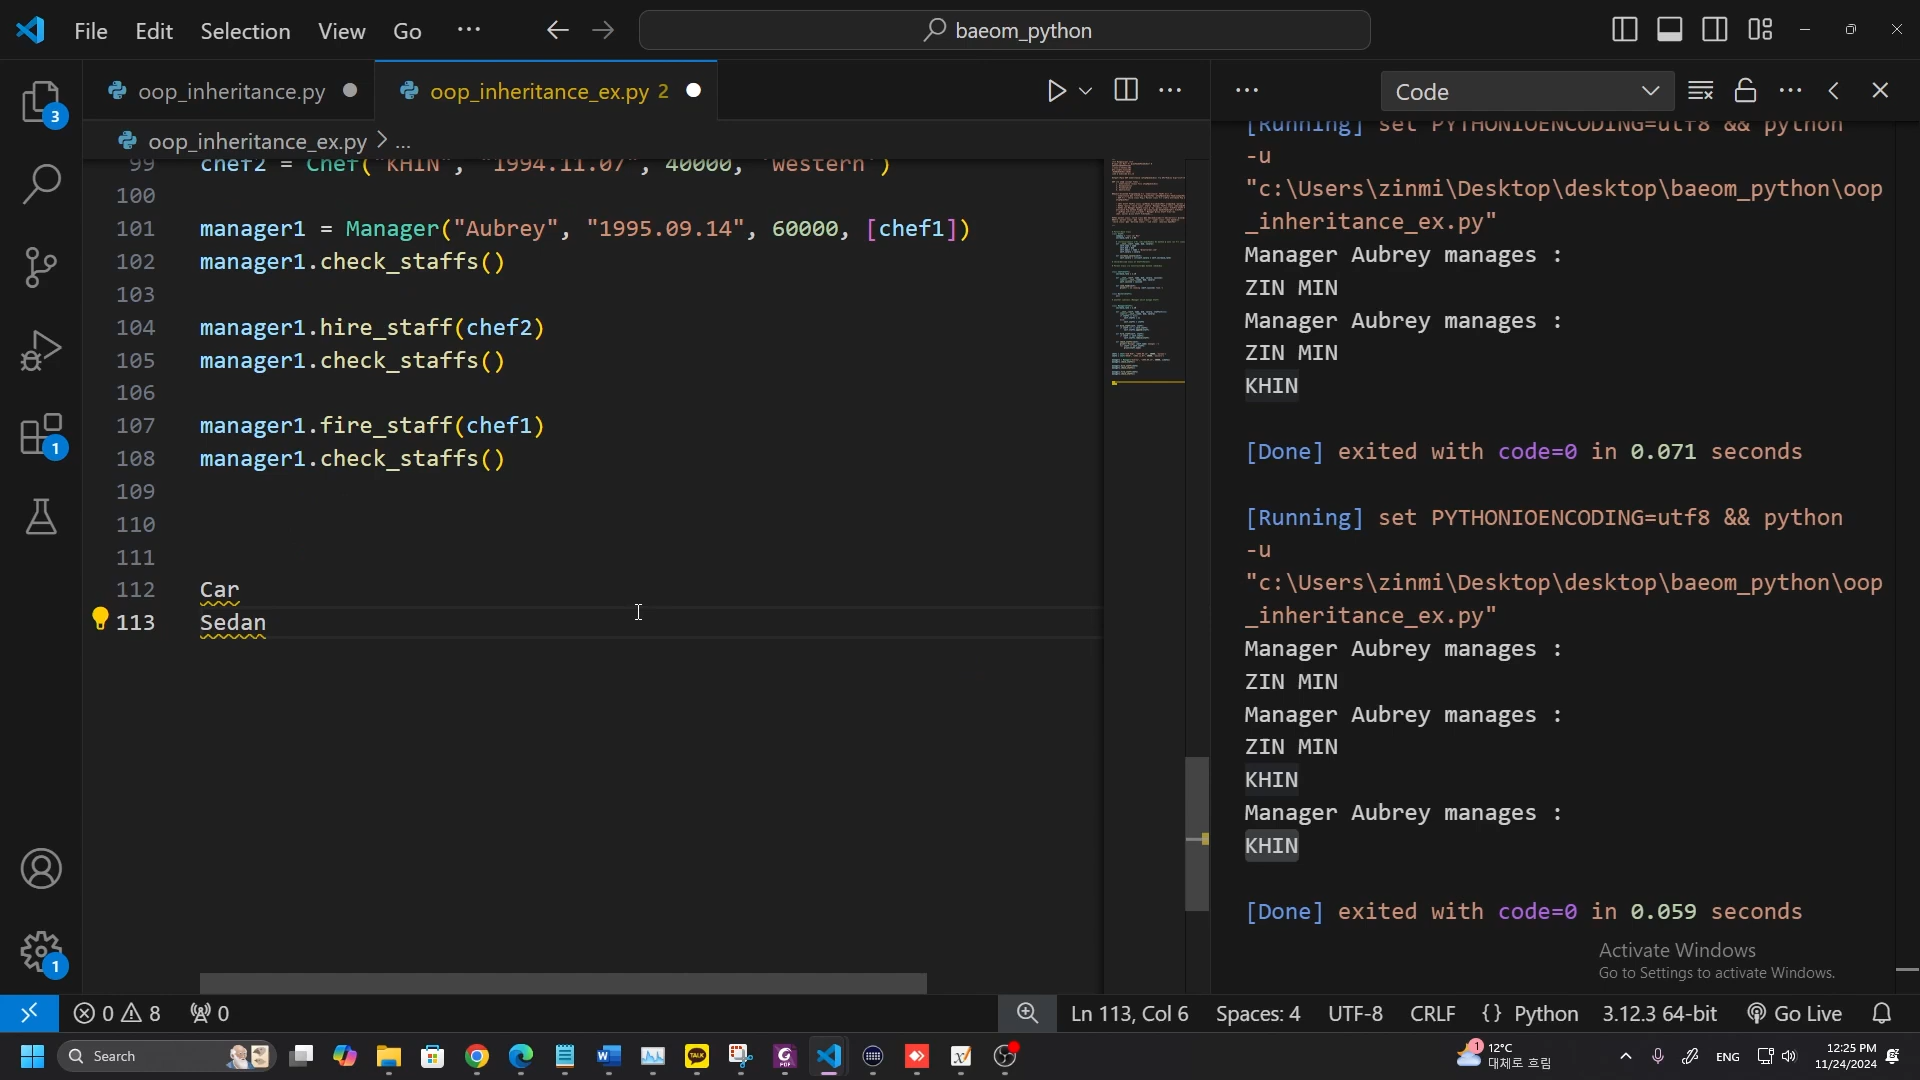 File Edit Selection View Go ... baeom_python
oop_inheritance.py oop_inheritance_ex.py 2 Code
oop_inheritance_ex.py > ...
99 chef2 = Chef("KHIN", "1994.11.07", 40000, "Western")
100
101 manager1 = Manager("Aubrey", "1995.09.14", 60000, [chef1])
102 manager1.check_staffs()
103
104 manager1.hire_staff(chef2)
105 manager1.check_staffs()
106
107 manager1.fire_staff(chef1)
108 manager1.check_staffs()
109
110
111
112 Car
113 Sedan
[Running] set PYTHONIOENCODING=utf8 && python
-u
"c:\Users\zinmi\Desktop\desktop\baeom_python\oop
_inheritance_ex.py"
Manager Aubrey manages :
ZIN MIN
Manager Aubrey manages :
ZIN MIN
KHIN
[Done] exited with code=0 in 0.071 seconds
[Running] set PYTHONIOENCODING=utf8 && python
-u
"c:\Users\zinmi\Desktop\desktop\baeom_python\oop
_inheritance_ex.py"
Manager Aubrey manages :
ZIN MIN
Manager Aubrey manages :
ZIN MIN
KHIN
Manager Aubrey manages :
KHIN
[Done] exited with code=0 in 0.059 seconds
Activate Windows
Go to Settings to activate Windows.
3
1
1
0 8 0 Ln 113, Col 6 Spaces: 4 UTF-8 CRLF {} Python 3.12.3 64-bit Go Live
Search TALK PDF 1 12°C ENG 12:25 PM
대체로 흐림 11/24/2024